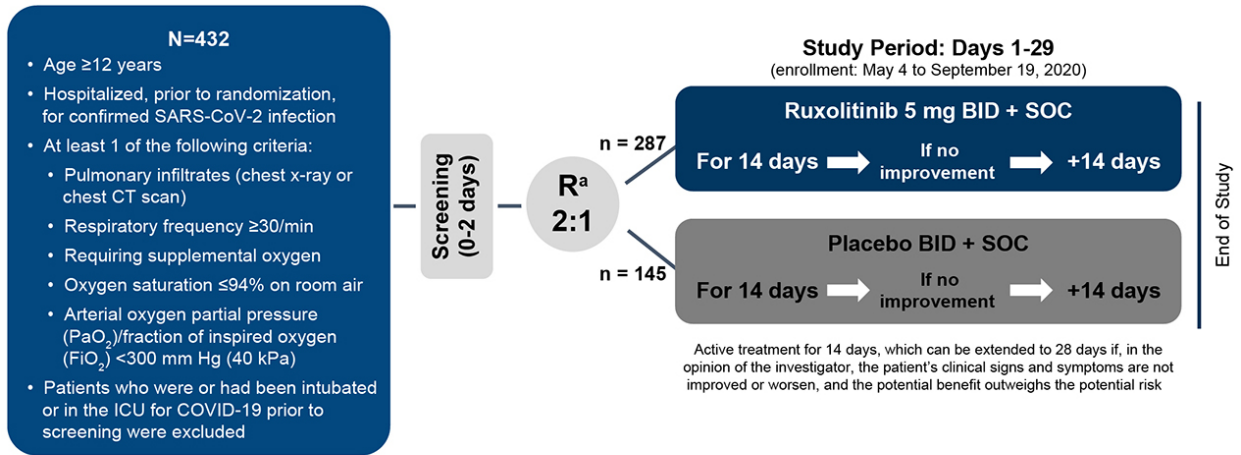 N=432
• Age ≥12 years
• Hospitalized, prior to randomization,
for confirmed SARS-CoV-2 infection
• At least 1 of the following criteria:
• Pulmonary infiltrates (chest x-ray or
chest CT scan)
• Respiratory frequency ≥30/min
• Requiring supplemental oxygen
• Oxygen saturation ≤94% on room air
• Arterial oxygen partial pressure
(PaO₂)/fraction of inspired oxygen
(FiO₂) <300 mm Hg (40 kPa)
• Patients who were or had been intubated
or in the ICU for COVID-19 prior to
screening were excluded
Screening
(0-2 days)
Rᵃ
2:1
n = 287
n = 145
Study Period: Days 1-29
(enrollment: May 4 to September 19, 2020)
Ruxolitinib 5 mg BID + SOC
For 14 days
If no
improvement
+14 days
Placebo BID + SOC
For 14 days
If no
improvement
+14 days
Active treatment for 14 days, which can be extended to 28 days if, in the
opinion of the investigator, the patient’s clinical signs and symptoms are not
improved or worsen, and the potential benefit outweighs the potential risk
End of Study